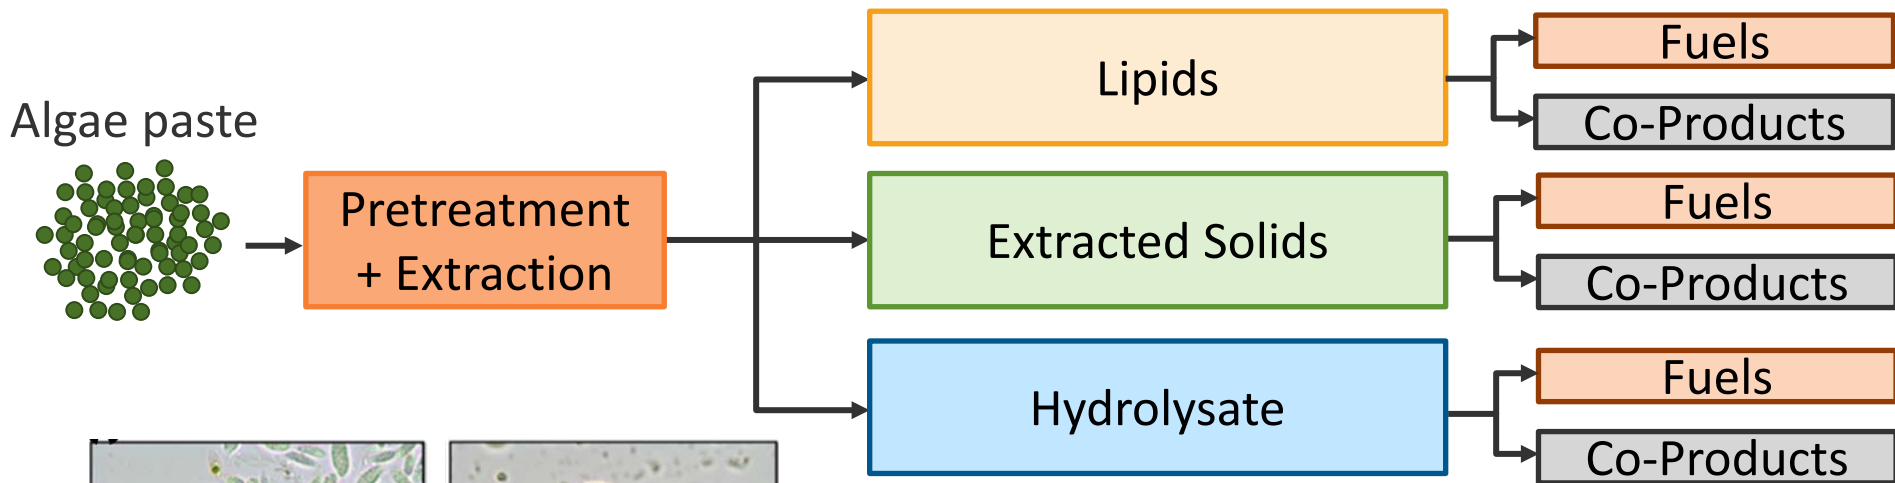 Algae paste
Pretreatment
+ Extraction
Lipids
Fuels
Co-Products
Extracted Solids
Fuels
Co-Products
Hydrolysate
Fuels
Co-Products